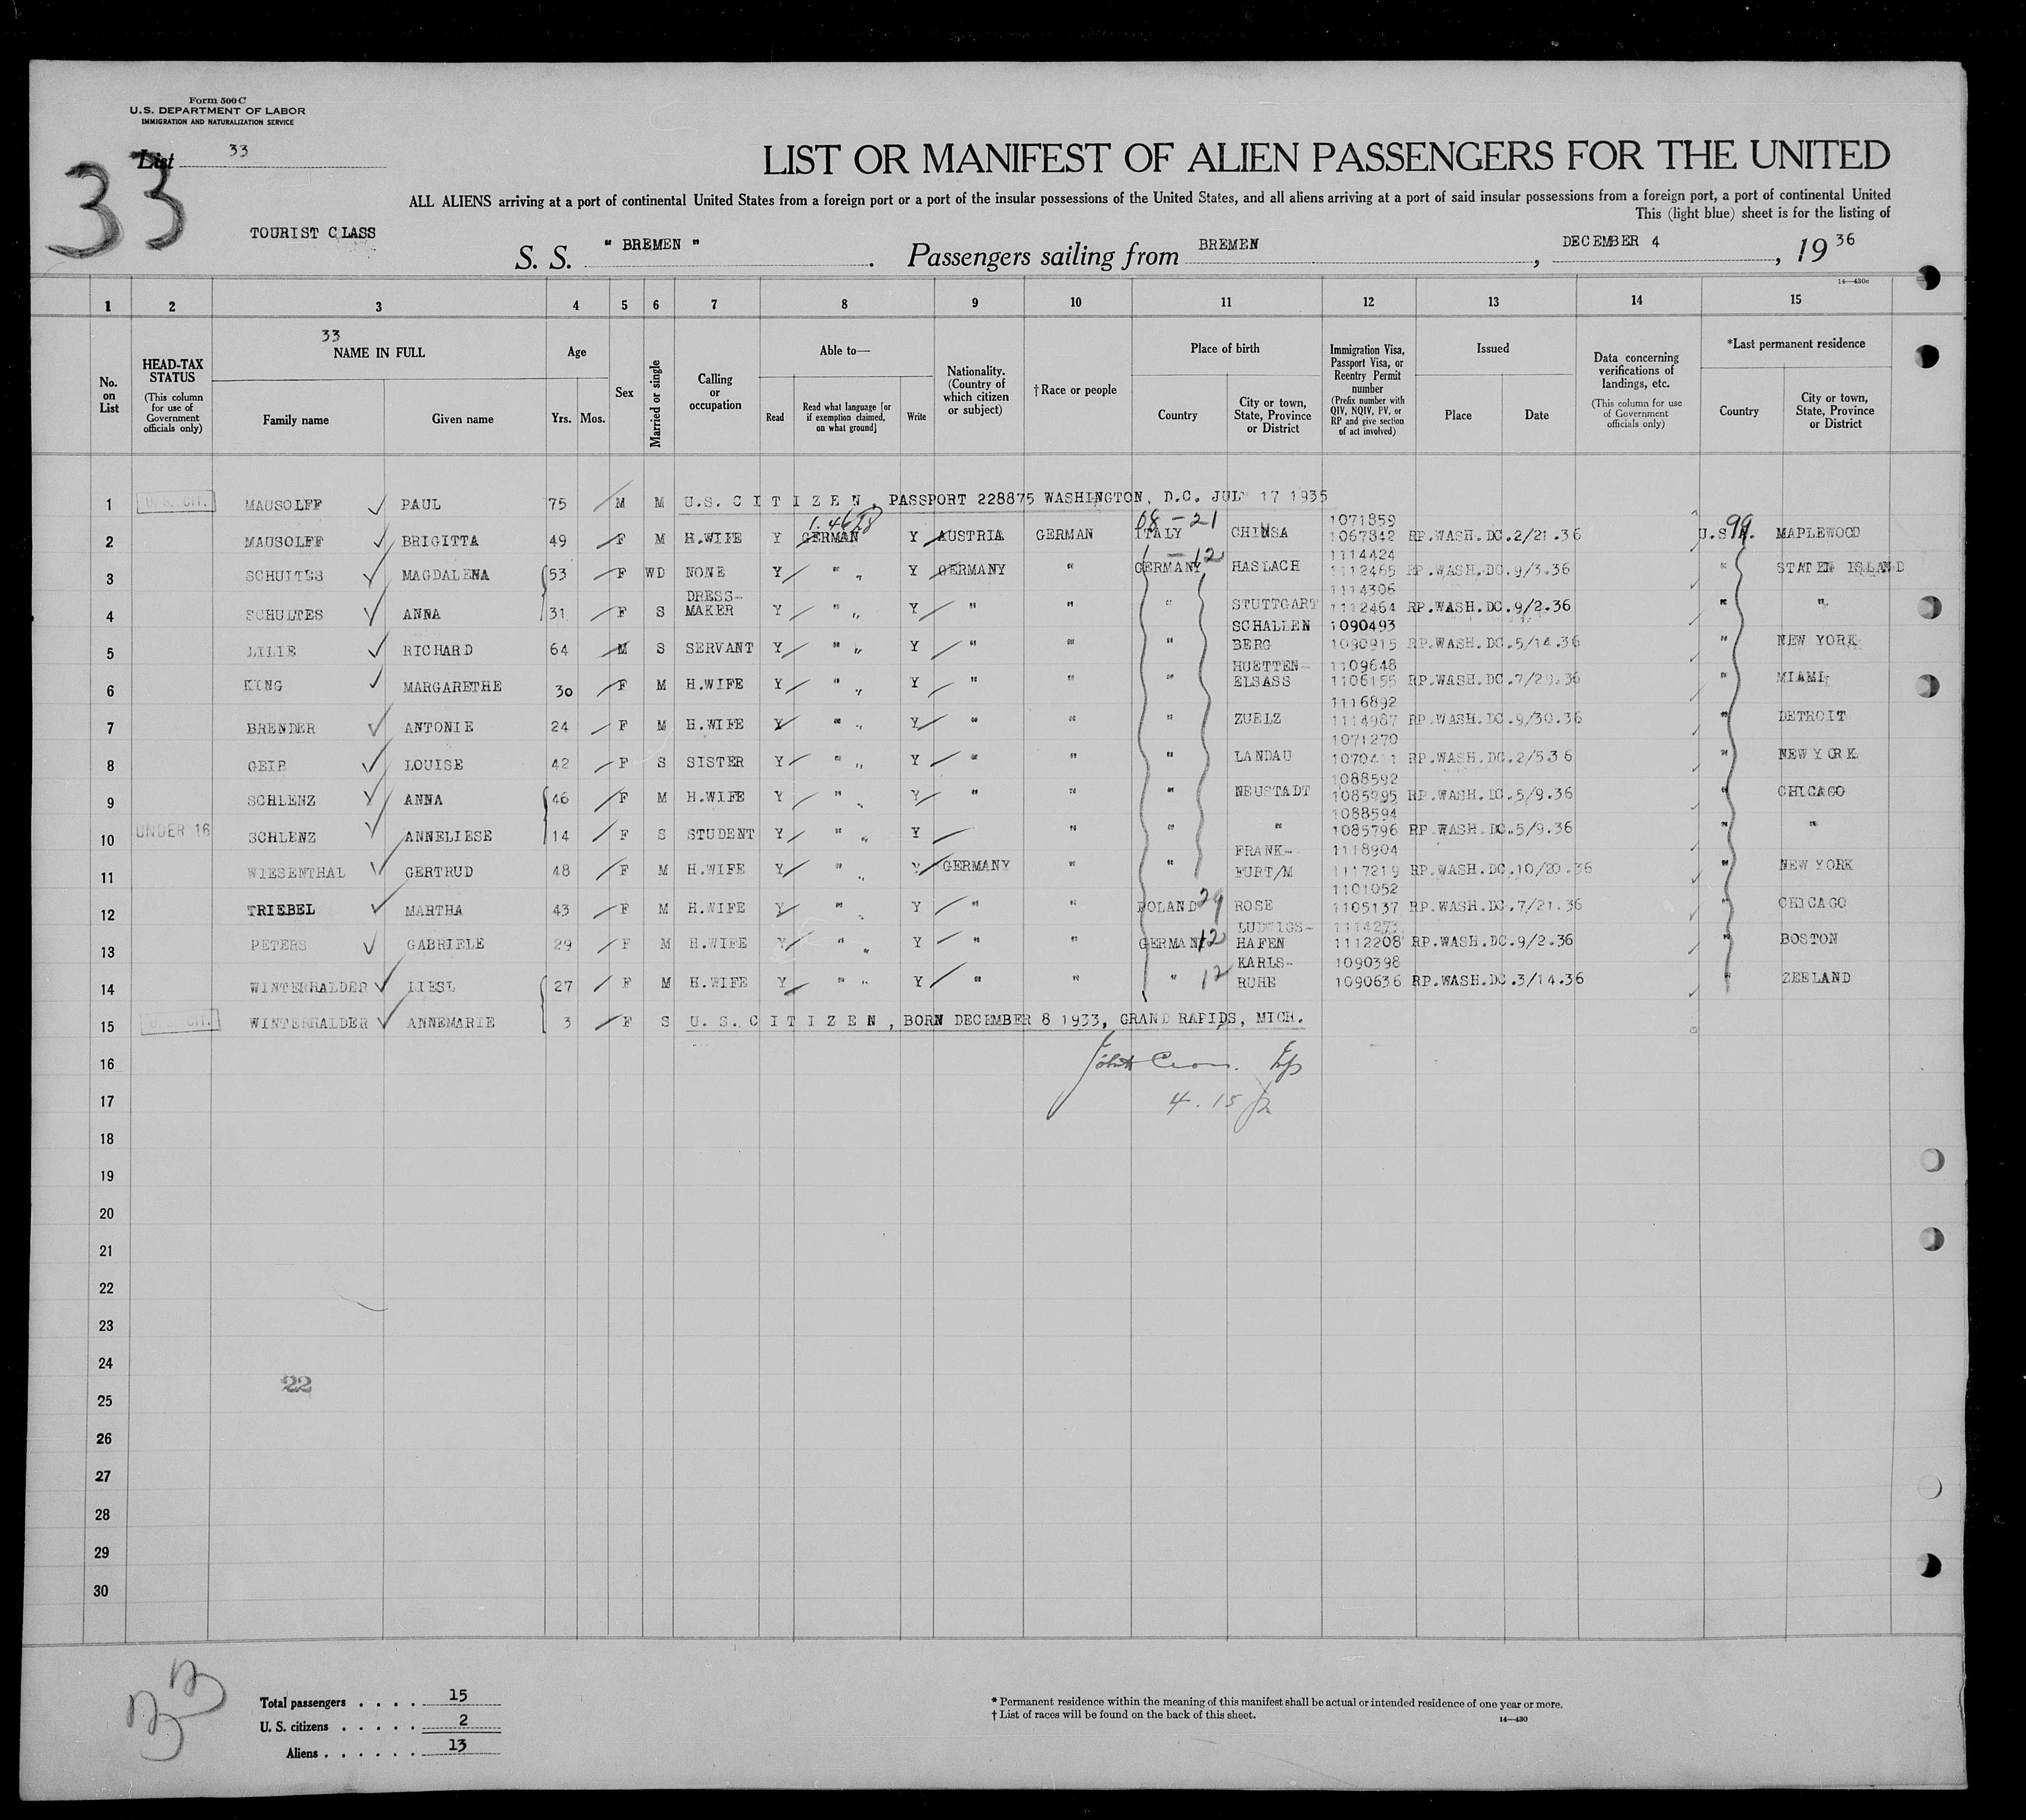 Form 500 C
U.S. DEPARTMENT OF LABOR
IMMIGRATION AND NATURALIZATION SERVICE
List 33
33
LIST OR MANIFEST OF ALIEN PASSENGERS FOR THE UNITED
ALL ALIENS arriving at a port of continental United States from a foreign port or a port of the insular possessions of the United States, and all aliens arriving at a port of said insular possessions from a foreign port, a port of continental United
This (light blue) sheet is for the listing of
TOURIST CLASS
S. S. " BREMEN ". Passengers sailing from BREMEN, DECEMBER 4, 19 36
14—430c
1 2 3 4 5 6 7 8 9 10 11 12 13 14 15
No. on List
HEAD-TAX STATUS (This column for use of Government officials only)
33
NAME IN FULL
Family name Given name
Age
Yrs. Mos.
Sex
Married or single
Calling or occupation
Able to—
Read Read what language [or if exemption claimed, on what ground] Write
Nationality. (Country of which citizen or subject)
† Race or people
Place of birth
Country City or town, State, Province or District
Immigration Visa, Passport Visa, or Reentry Permit number (Prefix number with QIV, NQIV, PV, or RP and give section of act involved)
Issued
Place Date
Data concerning verifications of landings, etc. (This column for use of Government officials only)
*Last permanent residence
Country City or town, State, Province or District
1 U.S. CIT. MAUSOLFF PAUL 75 M M U.S. C I T I Z E N, PASSPORT 228875 WASHINGTON, D.C. JULY 17 1935
08 – 21 1071859 99
2 MAUSOLFF BRIGITTA 49 F M H.WIFE Y GERMAN Y AUSTRIA GERMAN ITALY CHIUSA 1067842 RP.WASH.DC.2/21.36 U.S.A. MAPLEWOOD
1 – 12 1114424
3 SCHULTES MAGDALENA 53 F WD NONE Y " " Y GERMANY " GERMANY HASLACH 1112465 RP.WASH.DC.9/3.36 " STATEN ISLAND
DRESS- 1114306
4 SCHULTES ANNA 31 F S MAKER Y " " Y " " " STUTTGART 1112464 RP.WASH.DC.9/2.36 " "
SCHALLEN 1090493
5 LILIE RICHARD 64 M S SERVANT Y " " Y " " " BERG 1090915 RP.WASH.DC.5/14.36 " NEW YORK
HUETTEN- 1109648
6 KING MARGARETHE 30 F M H.WIFE Y " " Y " " " ELSASS 1106155 RP.WASH.DC.7/29.36 MIAMI
1116892
7 BRENDER ANTONIE 24 F M H.WIFE Y " " Y " " " ZUELZ 1114987 RP.WASH.DC.9/30.36 " DETROIT
1071270
8 GEIB LOUISE 42 F S SISTER Y " " Y " " " LANDAU RP.WASH.DC.2/536 " NEW YORK
1088592
9 SCHLENZ ANNA 46 F M H.WIFE Y " " Y " " " NEUSTADT 1085795 RP.WASH.DC.5/9.36 " CHICAGO
1088594
10 UNDER 16 SCHLENZ ANNELIESE 14 F S STUDENT Y " " Y " " " 1085796 RP.WASH.DC.5/9.36 " "
FRANK- 1118904
11 WIESENTHAL GERTRUD 48 F M H.WIFE Y " Y GERMANY " " FURT/M 1117219 RP.WASH.DC.10/20.36 " NEW YORK
1101052
12 TRIEBEL MARTHA 43 F M H.WIFE Y " " Y " " POLAND 29 ROSE 1105137 RP.WASH.DC.7/21.36 " CHICAGO
LUDWIGS- 1114273
13 PETERS GABRIELE 29 F M H.WIFE Y " " Y " " GERMANY 12 HAFEN 1112208 RP.WASH.DC.9/2.36 " BOSTON
KARLS- 1090398
14 WINTERHALDER LIESL 27 F M H.WIFE Y " " Y " " " 12 RUHE 1090636 RP.WASH.DC.3/14.36 " ZEELAND
15 U.S. CIT. WINTERHALDER ANNEMARIE 3 F S U. S. C I T I Z E N, BORN DECEMBER 8 1933, GRAND RAPIDS, MICH.
16
17 4. 15
18
19
20
21
22
23
24
22
25
26
27
28
29
30
33
Total passengers . . . . 15
U. S. citizens . . . . . 2
Aliens . . . . . . 13
* Permanent residence within the meaning of this manifest shall be actual or intended residence of one year or more.
† List of races will be found on the back of this sheet.
14—430